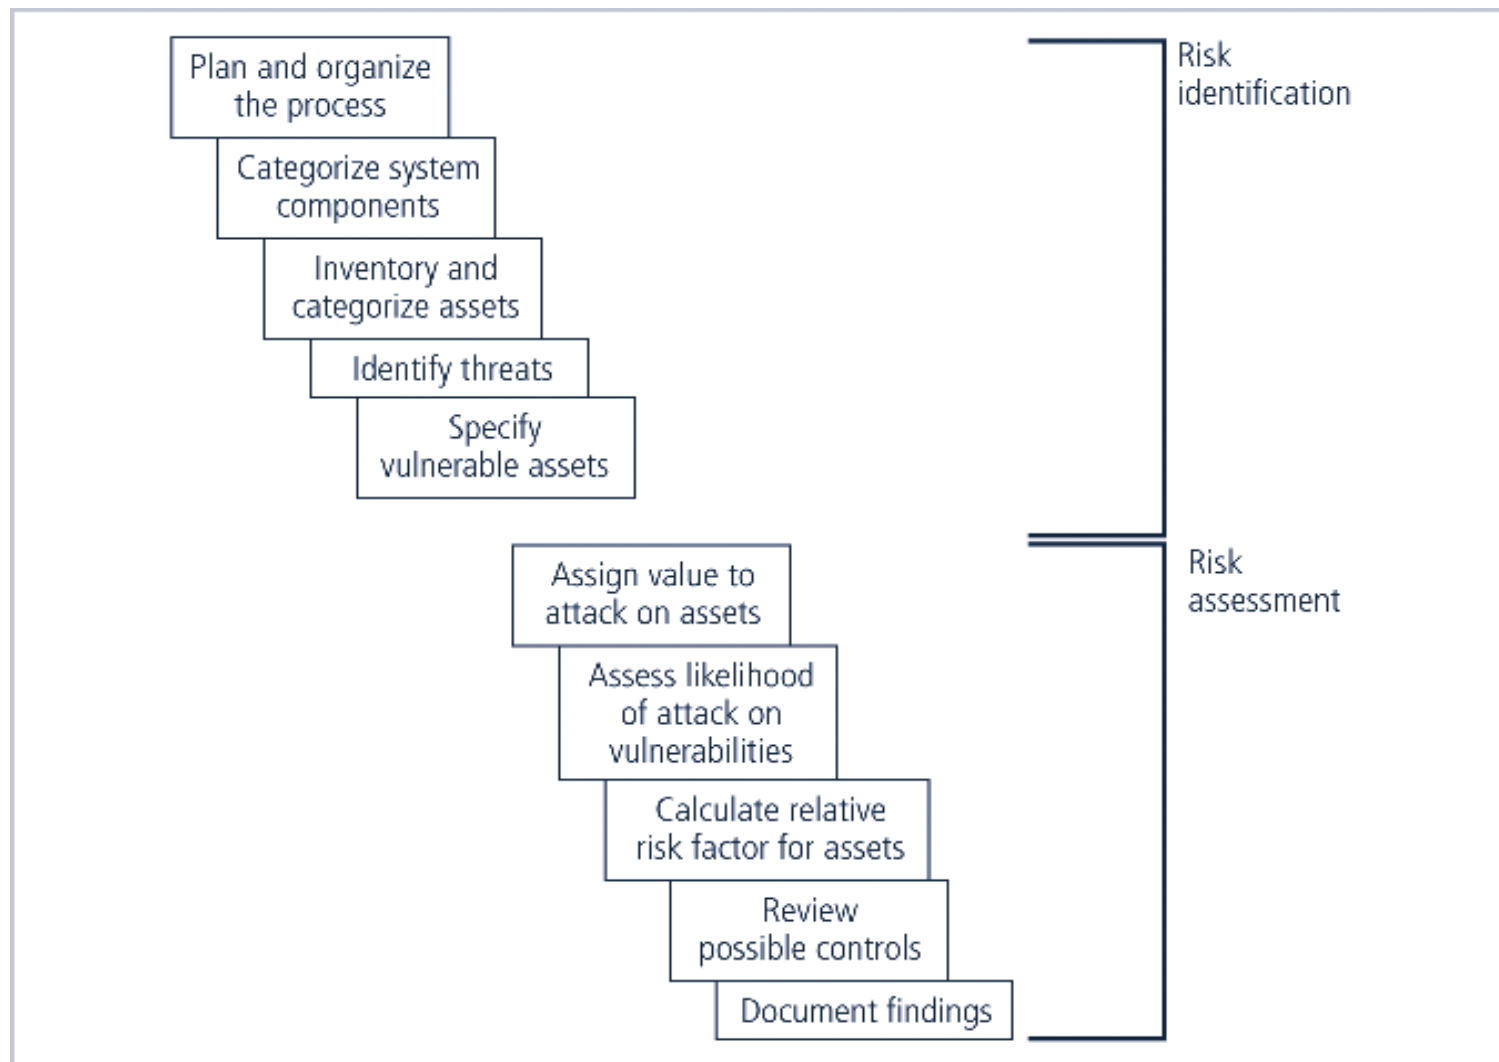 Plan and organize
the process
Categorize system
components
Inventory and
categorize assets
Identify threats
Specify
vulnerable assets
Risk
identification
Assign value to
attack on assets
Assess likelihood
of attack on
vulnerabilities
Calculate relative
risk factor for assets
Review
possible controls
Document findings
Risk
assessment